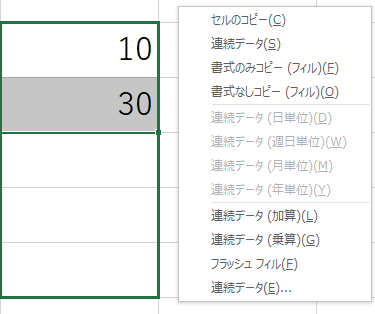 10
30
セルのコピー(C)
連続データ(S)
書式のみコピー (フィル)(F)
書式なしコピー (フィル)(O)
連続データ (日単位)(D)
連続データ (週日単位)(W)
連続データ (月単位)(M)
連続データ (年単位)(Y)
連続データ (加算)(L)
連続データ (乗算)(G)
フラッシュ フィル(F)
連続データ(E)...